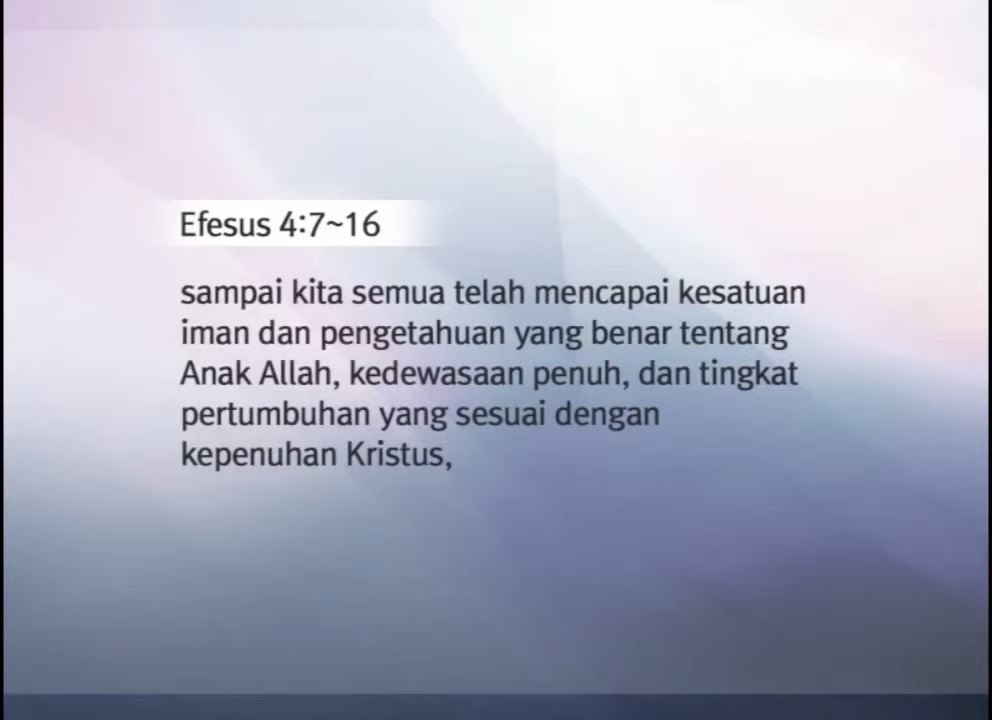 Efesus 4:7~16
sampai kita semua telah mencapai kesatuan
iman dan pengetahuan yang benar tentang
Anak Allah, kedewasaan penuh, dan tingkat
pertumbuhan yang sesuai dengan
kepenuhan Kristus,